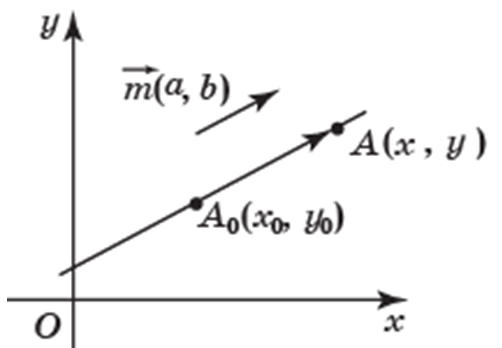 y
m(a, b)
A(x, y)
A₀(x₀, y₀)
O
x